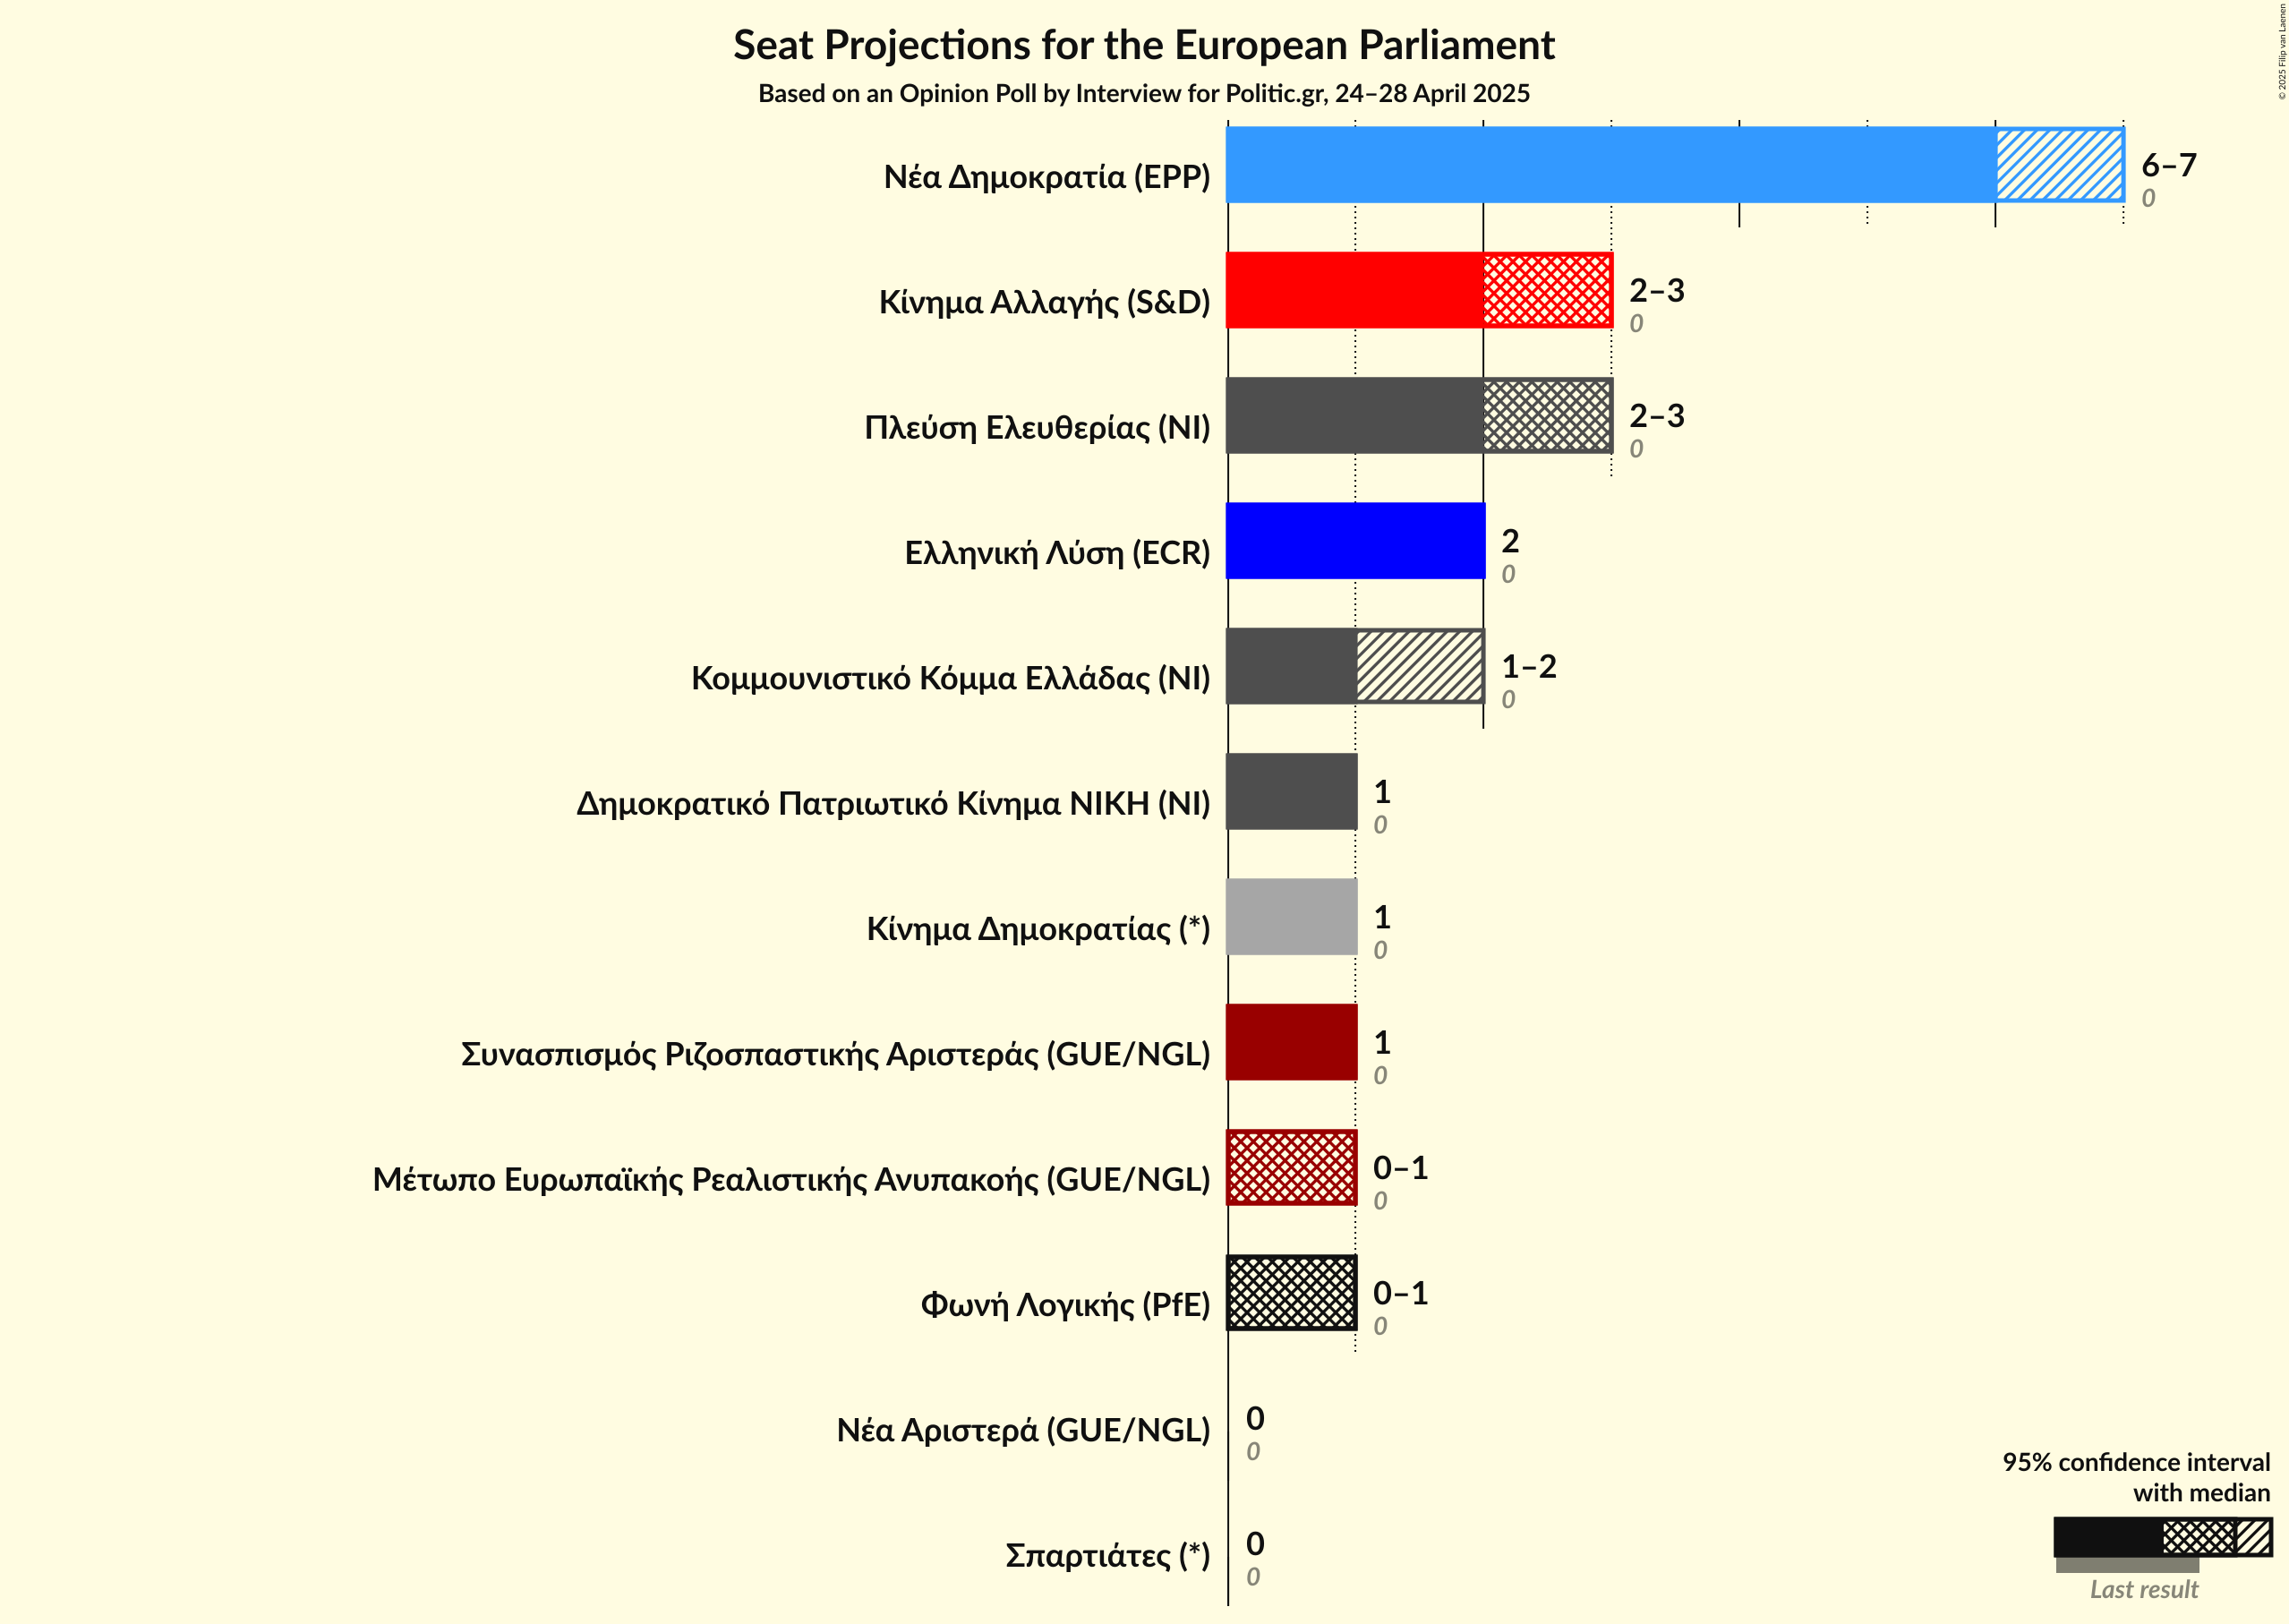 Seat Projections for the European Parliament
Based on an Opinion Poll by Interview for Politic.gr, 24–28 April 2025
© 2025 Filip van Laenen
Νέα Δημοκρατία (EPP)
6–7
0
Κίνημα Αλλαγής (S&D)
2–3
0
Πλεύση Ελευθερίας (NI)
2–3
0
Ελληνική Λύση (ECR)
2
0
Κομμουνιστικό Κόμμα Ελλάδας (NI)
1–2
0
Δημοκρατικό Πατριωτικό Κίνημα ΝΙΚΗ (NI)
1
0
Κίνημα Δημοκρατίας (*)
1
0
Συνασπισμός Ριζοσπαστικής Αριστεράς (GUE/NGL)
1
0
Μέτωπο Ευρωπαϊκής Ρεαλιστικής Ανυπακοής (GUE/NGL)
0–1
0
Φωνή Λογικής (PfE)
0–1
0
Νέα Αριστερά (GUE/NGL)
0
0
Σπαρτιάτες (*)
0
0
95% confidence interval
with median
Last result